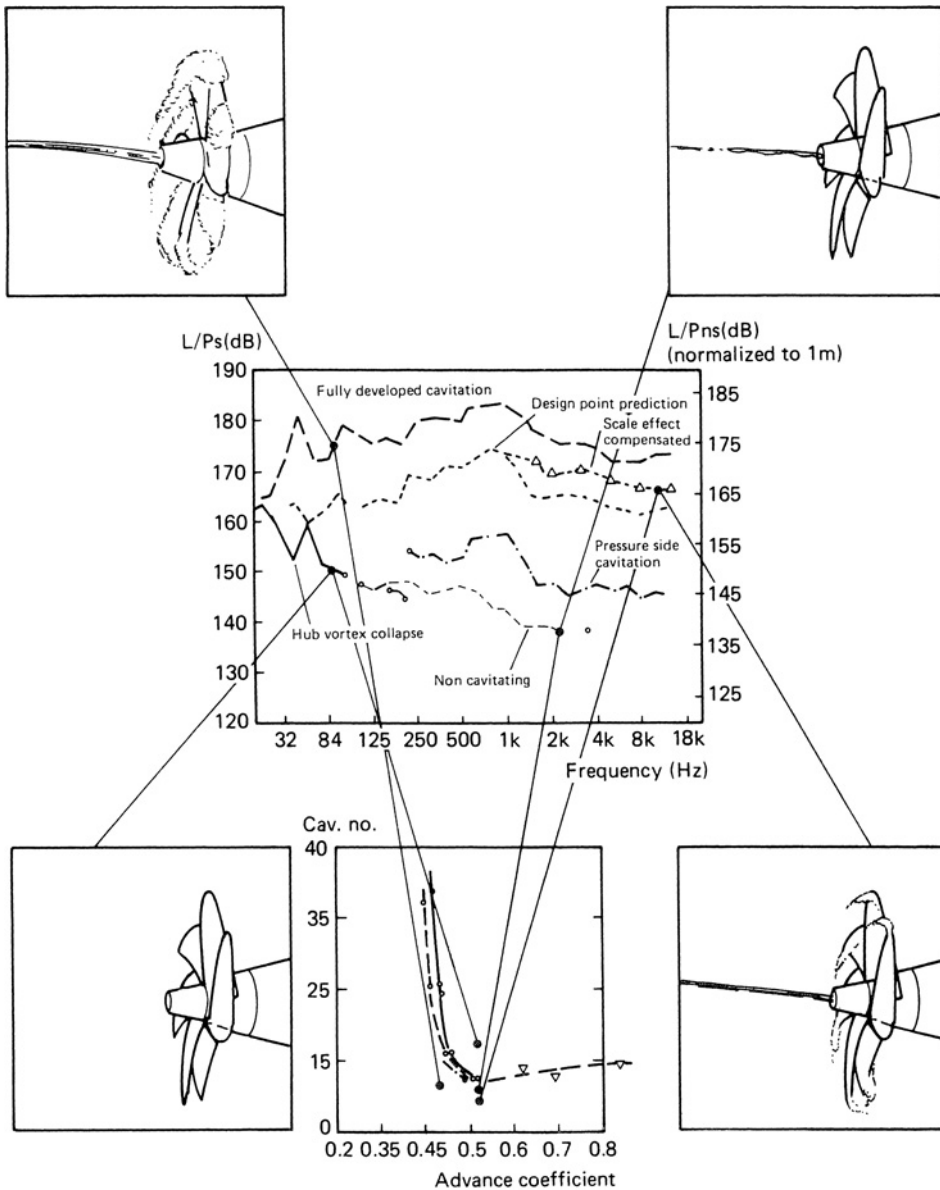 L/Ps(dB)
L/Pns(dB)
(normalized to 1m)
190
180
170
160
150
140
130
120
185
175
165
155
145
135
125
Fully developed cavitation
Design point prediction
Scale effect
compensated
Pressure side
cavitation
Hub vortex collapse
Non cavitating
32 84 125 250 500 1k 2k 4k 8k 18k
Frequency (Hz)
Cav. no.
40
35
25
15
0
0.2 0.35 0.45 0.5 0.6 0.7 0.8
Advance coefficient